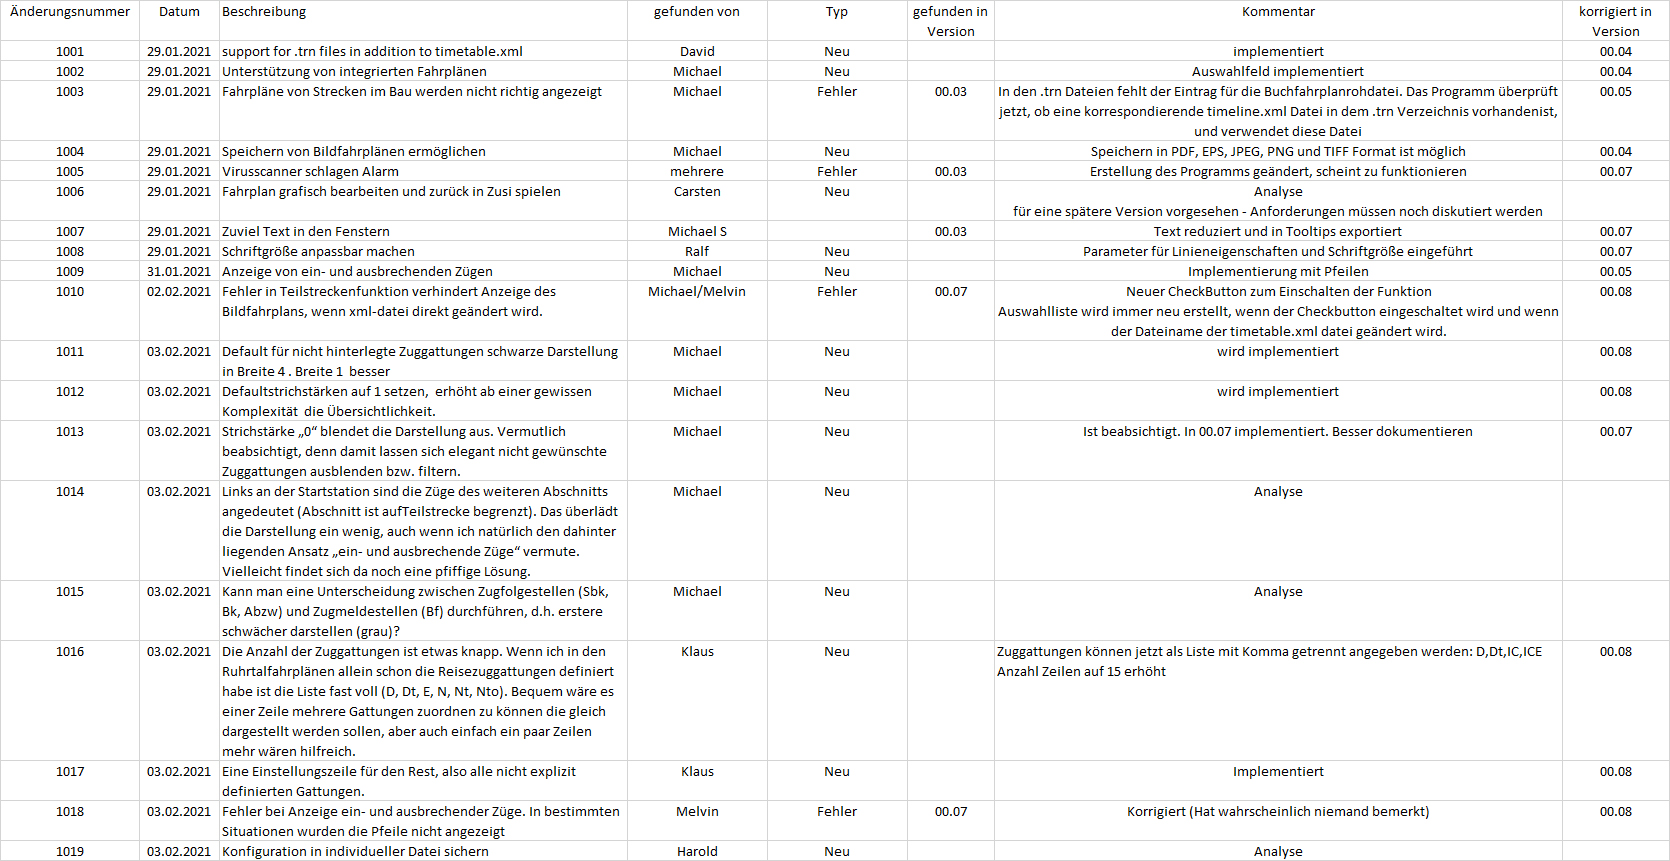 Änderungsnummer Datum Beschreibung gefunden von Typ gefunden in Version Kommentar korrigiert in Version
1001 29.01.2021 support for .trn files in addition to timetable.xml David Neu implementiert 00.04
1002 29.01.2021 Unterstützung von integrierten Fahrplänen Michael Neu Auswahlfeld implementiert 00.04
1003 29.01.2021 Fahrpläne von Strecken im Bau werden nicht richtig angezeigt Michael Fehler 00.03 In den .trn Dateien fehlt der Eintrag für die Buchfahrplanrohdatei. Das Programm überprüft
jetzt, ob eine korrespondierende timeline.xml Datei in dem .trn Verzeichnis vorhandenist,
und verwendet diese Datei 00.05
1004 29.01.2021 Speichern von Bildfahrplänen ermöglichen Michael Neu Speichern in PDF, EPS, JPEG, PNG und TIFF Format ist möglich 00.04
1005 29.01.2021 Virusscanner schlagen Alarm mehrere Fehler 00.03 Erstellung des Programms geändert, scheint zu funktionieren 00.07
1006 29.01.2021 Fahrplan grafisch bearbeiten und zurück in Zusi spielen Carsten Neu Analyse
für eine spätere Version vorgesehen - Anforderungen müssen noch diskutiert werden
1007 29.01.2021 Zuviel Text in den Fenstern Michael S 00.03 Text reduziert und in Tooltips exportiert 00.07
1008 29.01.2021 Schriftgröße anpassbar machen Ralf Neu Parameter für Linieneigenschaften und Schriftgröße eingeführt 00.07
1009 31.01.2021 Anzeige von ein- und ausbrechenden Zügen Michael Neu Implementierung mit Pfeilen 00.05
1010 02.02.2021 Fehler in Teilstreckenfunktion verhindert Anzeige des
Bildfahrplans, wenn xml-datei direkt geändert wird. Michael/Melvin Fehler 00.07 Neuer CheckButton zum Einschalten der Funktion
Auswahlliste wird immer neu erstellt, wenn der Checkbutton eingeschaltet wird und wenn
der Dateiname der timetable.xml datei geändert wird. 00.08
1011 03.02.2021 Default für nicht hinterlegte Zuggattungen schwarze Darstellung
in Breite 4 . Breite 1 besser Michael Neu wird implementiert 00.08
1012 03.02.2021 Defaultstrichstärken auf 1 setzen, erhöht ab einer gewissen
Komplexität die Übersichtlichkeit. Michael Neu wird implementiert 00.08
1013 03.02.2021 Strichstärke „0“ blendet die Darstellung aus. Vermutlich
beabsichtigt, denn damit lassen sich elegant nicht gewünschte
Zuggattungen ausblenden bzw. filtern. Michael Neu Ist beabsichtigt. In 00.07 implementiert. Besser dokumentieren 00.07
1014 03.02.2021 Links an der Startstation sind die Züge des weiteren Abschnitts
angedeutet (Abschnitt ist aufTeilstrecke begrenzt). Das überlädt
die Darstellung ein wenig, auch wenn ich natürlich den dahinter
liegenden Ansatz „ein- und ausbrechende Züge“ vermute.
Vielleicht findet sich da noch eine pfiffige Lösung. Michael Neu Analyse
1015 03.02.2021 Kann man eine Unterscheidung zwischen Zugfolgestellen (Sbk,
Bk, Abzw) und Zugmeldestellen (Bf) durchführen, d.h. erstere
schwächer darstellen (grau)? Michael Neu Analyse
1016 03.02.2021 Die Anzahl der Zuggattungen ist etwas knapp. Wenn ich in den
Ruhrtalfahrplänen allein schon die Reisezuggattungen definiert
habe ist die Liste fast voll (D, Dt, E, N, Nt, Nto). Bequem wäre es
einer Zeile mehrere Gattungen zuordnen zu können die gleich
dargestellt werden sollen, aber auch einfach ein paar Zeilen
mehr wären hilfreich. Klaus Neu Zuggattungen können jetzt als Liste mit Komma getrennt angegeben werden: D,Dt,IC,ICE
Anzahl Zeilen auf 15 erhöht 00.08
1017 03.02.2021 Eine Einstellungszeile für den Rest, also alle nicht explizit
definierten Gattungen. Klaus Neu Implementiert 00.08
1018 03.02.2021 Fehler bei Anzeige ein- und ausbrechender Züge. In bestimmten
Situationen wurden die Pfeile nicht angezeigt Melvin Fehler 00.07 Korrigiert (Hat wahrscheinlich niemand bemerkt) 00.08
1019 03.02.2021 Konfiguration in individueller Datei sichern Harold Neu Analyse